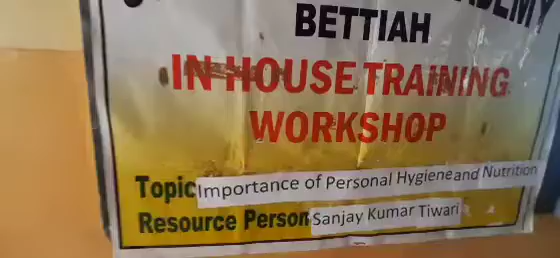 BETTIAH
IN HOUSE TRAINING
WORKSHOP
Topic Importance of Personal Hygiene and Nutrition
Resource Person Sanjay Kumar Tiwari